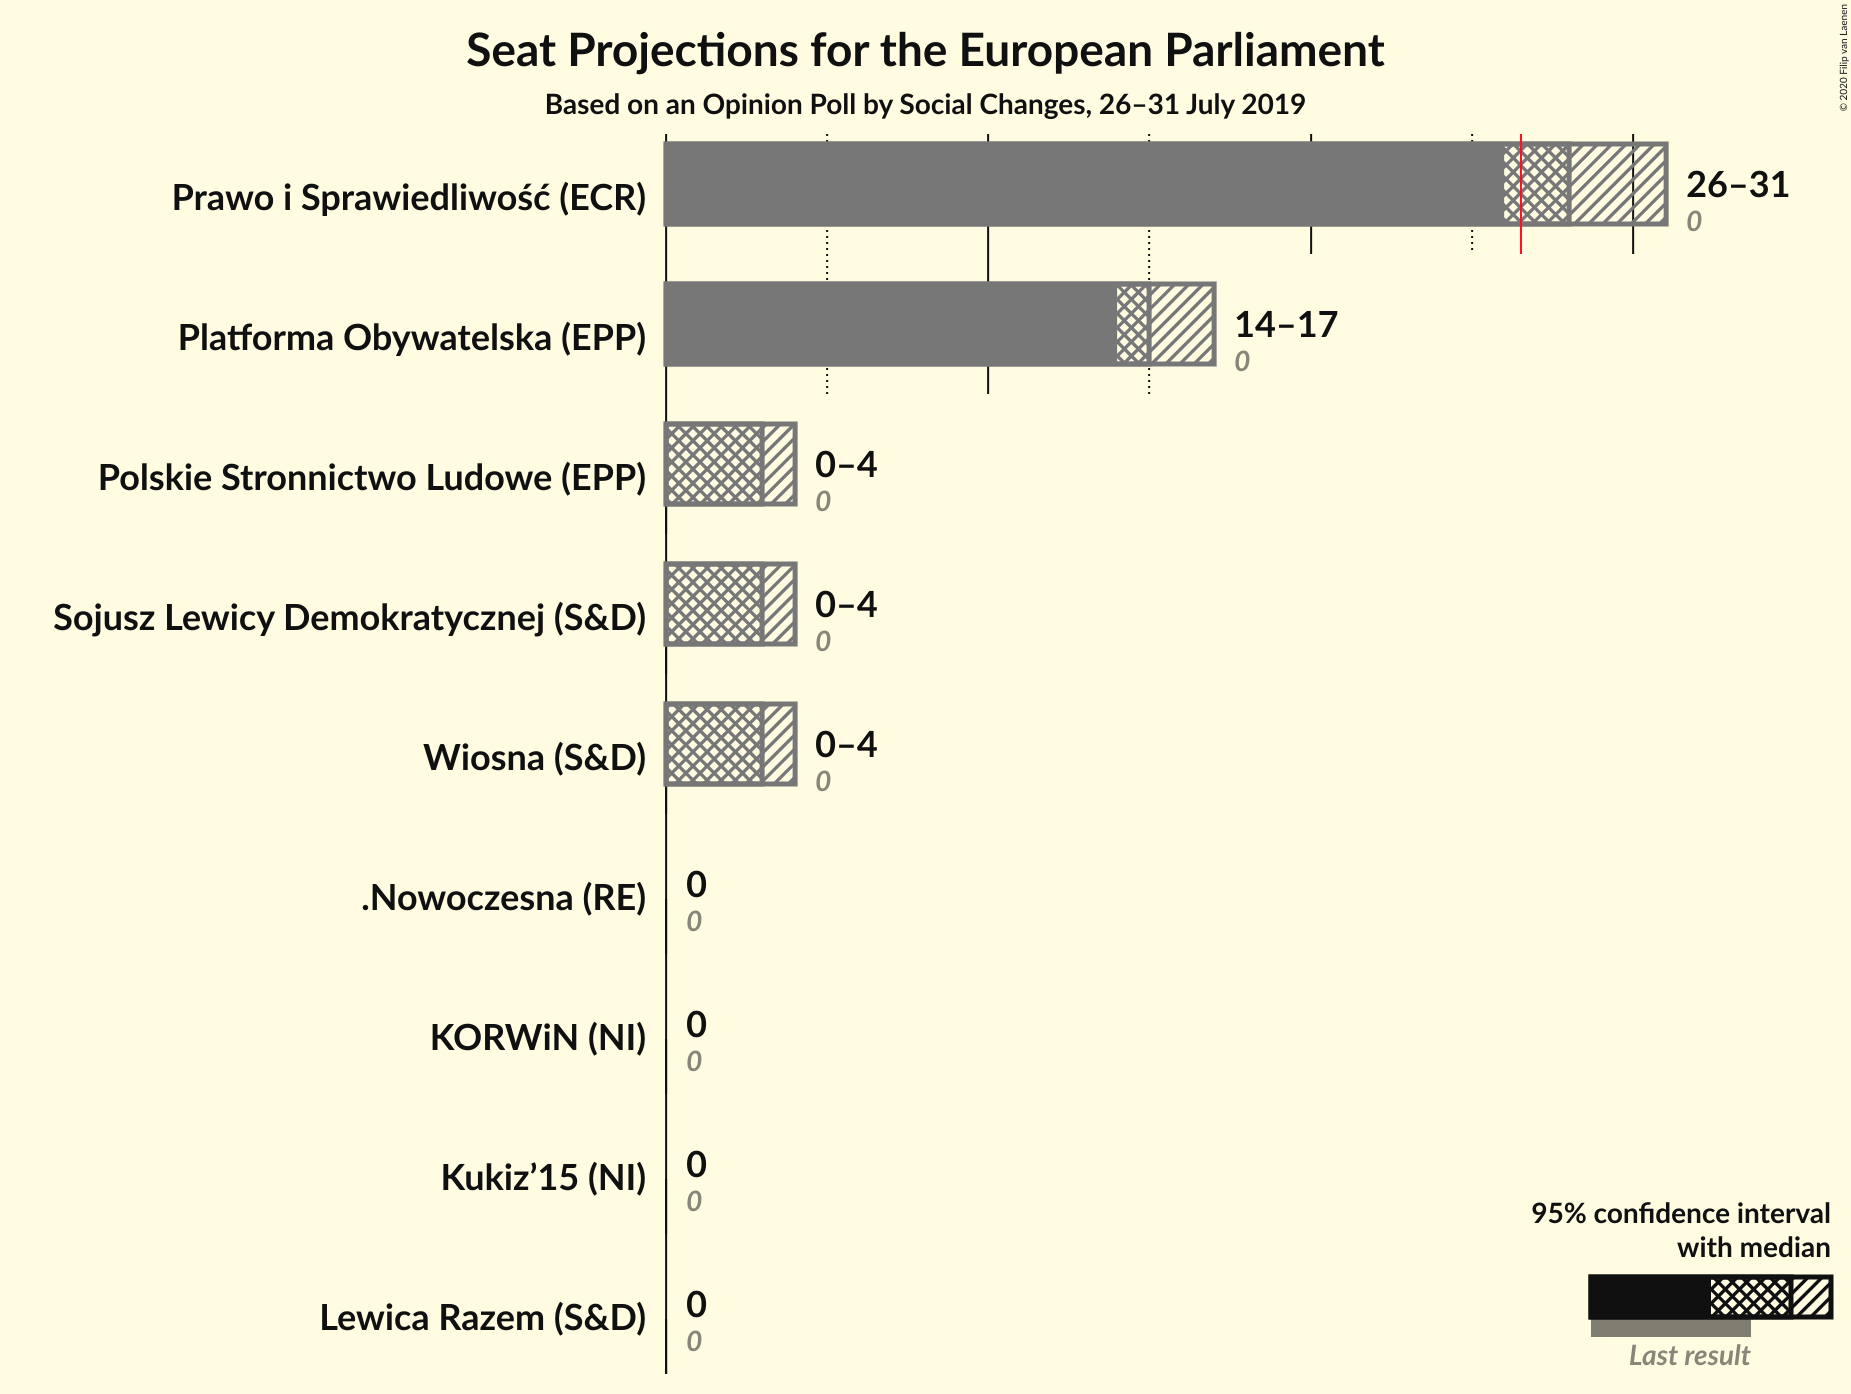 Seat Projections for the European Parliament
Based on an Opinion Poll by Social Changes, 26–31 July 2019
© 2020 Filip van Laenen
Prawo i Sprawiedliwość (ECR)
26–31
0
Platforma Obywatelska (EPP)
14–17
0
Polskie Stronnictwo Ludowe (EPP)
0–4
0
Sojusz Lewicy Demokratycznej (S&D)
0–4
0
Wiosna (S&D)
0–4
0
.Nowoczesna (RE)
0
0
KORWiN (NI)
0
0
Kukiz’15 (NI)
0
0
Lewica Razem (S&D)
0
0
95% confidence interval
with median
Last result